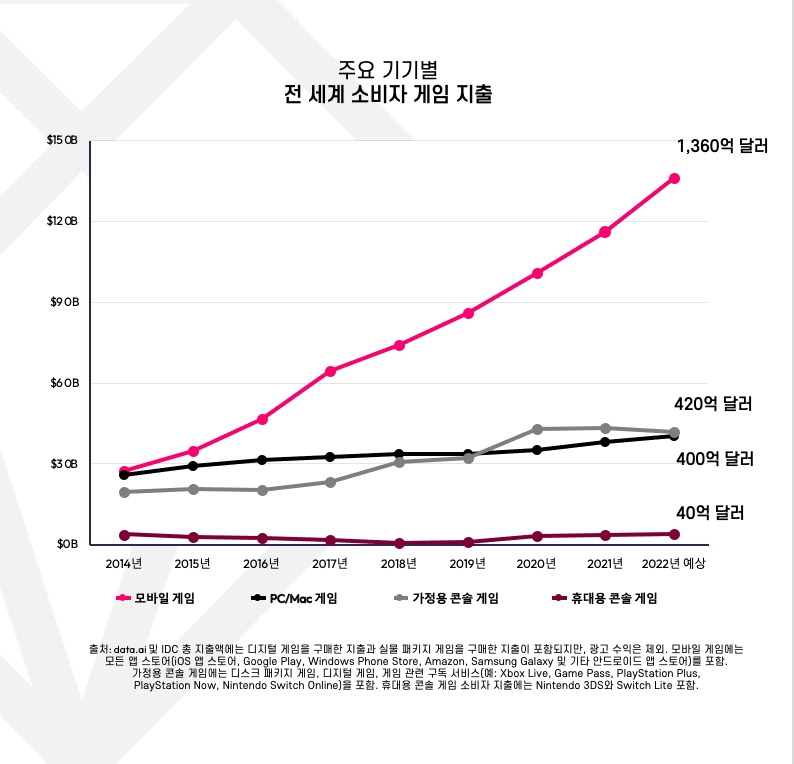 주요 기기별
전 세계 소비자 게임 지출
$150B
1,360억 달러
$120B
$90B
$60B
420억 달러
$30B
400억 달러
40억 달러
$0B
2014년 2015년 2016년 2017년 2018년 2019년 2020년 2021년 2022년 예상
모바일 게임 PC/Mac 게임 가정용 콘솔 게임 휴대용 콘솔 게임
출처: data.ai 및 IDC 총 지출액에는 디지털 게임을 구매한 지출과 실물 패키지 게임을 구매한 지출이 포함되지만, 광고 수익은 제외. 모바일 게임에는
모든 앱 스토어(iOS 앱 스토어, Google Play, Windows Phone Store, Amazon, Samsung Galaxy 및 기타 안드로이드 앱 스토어)를 포함.
가정용 콘솔 게임에는 디스크 패키지 게임, 디지털 게임, 게임 관련 구독 서비스(예: Xbox Live, Game Pass, PlayStation Plus,
PlayStation Now, Nintendo Switch Online)을 포함. 휴대용 콘솔 게임 소비자 지출에는 Nintendo 3DS와 Switch Lite 포함.